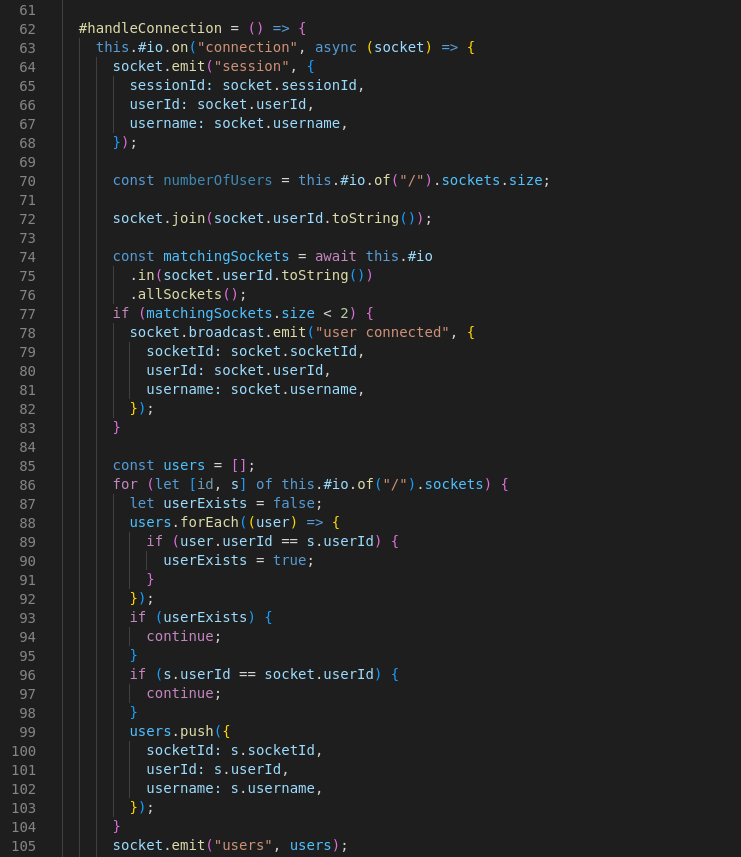 61
62 #handleConnection = () => {
63 this.#io.on("connection", async (socket) => {
64 socket.emit("session", {
65 sessionId: socket.sessionId,
66 userId: socket.userId,
67 username: socket.username,
68 });
69
70 const numberOfUsers = this.#io.of("/").sockets.size;
71
72 socket.join(socket.userId.toString());
73
74 const matchingSockets = await this.#io
75 .in(socket.userId.toString())
76 .allSockets();
77 if (matchingSockets.size < 2) {
78 socket.broadcast.emit("user connected", {
79 socketId: socket.socketId,
80 userId: socket.userId,
81 username: socket.username,
82 });
83 }
84
85 const users = [];
86 for (let [id, s] of this.#io.of("/").sockets) {
87 let userExists = false;
88 users.forEach((user) => {
89 if (user.userId == s.userId) {
90 userExists = true;
91 }
92 });
93 if (userExists) {
94 continue;
95 }
96 if (s.userId == socket.userId) {
97 continue;
98 }
99 users.push({
100 socketId: s.socketId,
101 userId: s.userId,
102 username: s.username,
103 });
104 }
105 socket.emit("users", users);